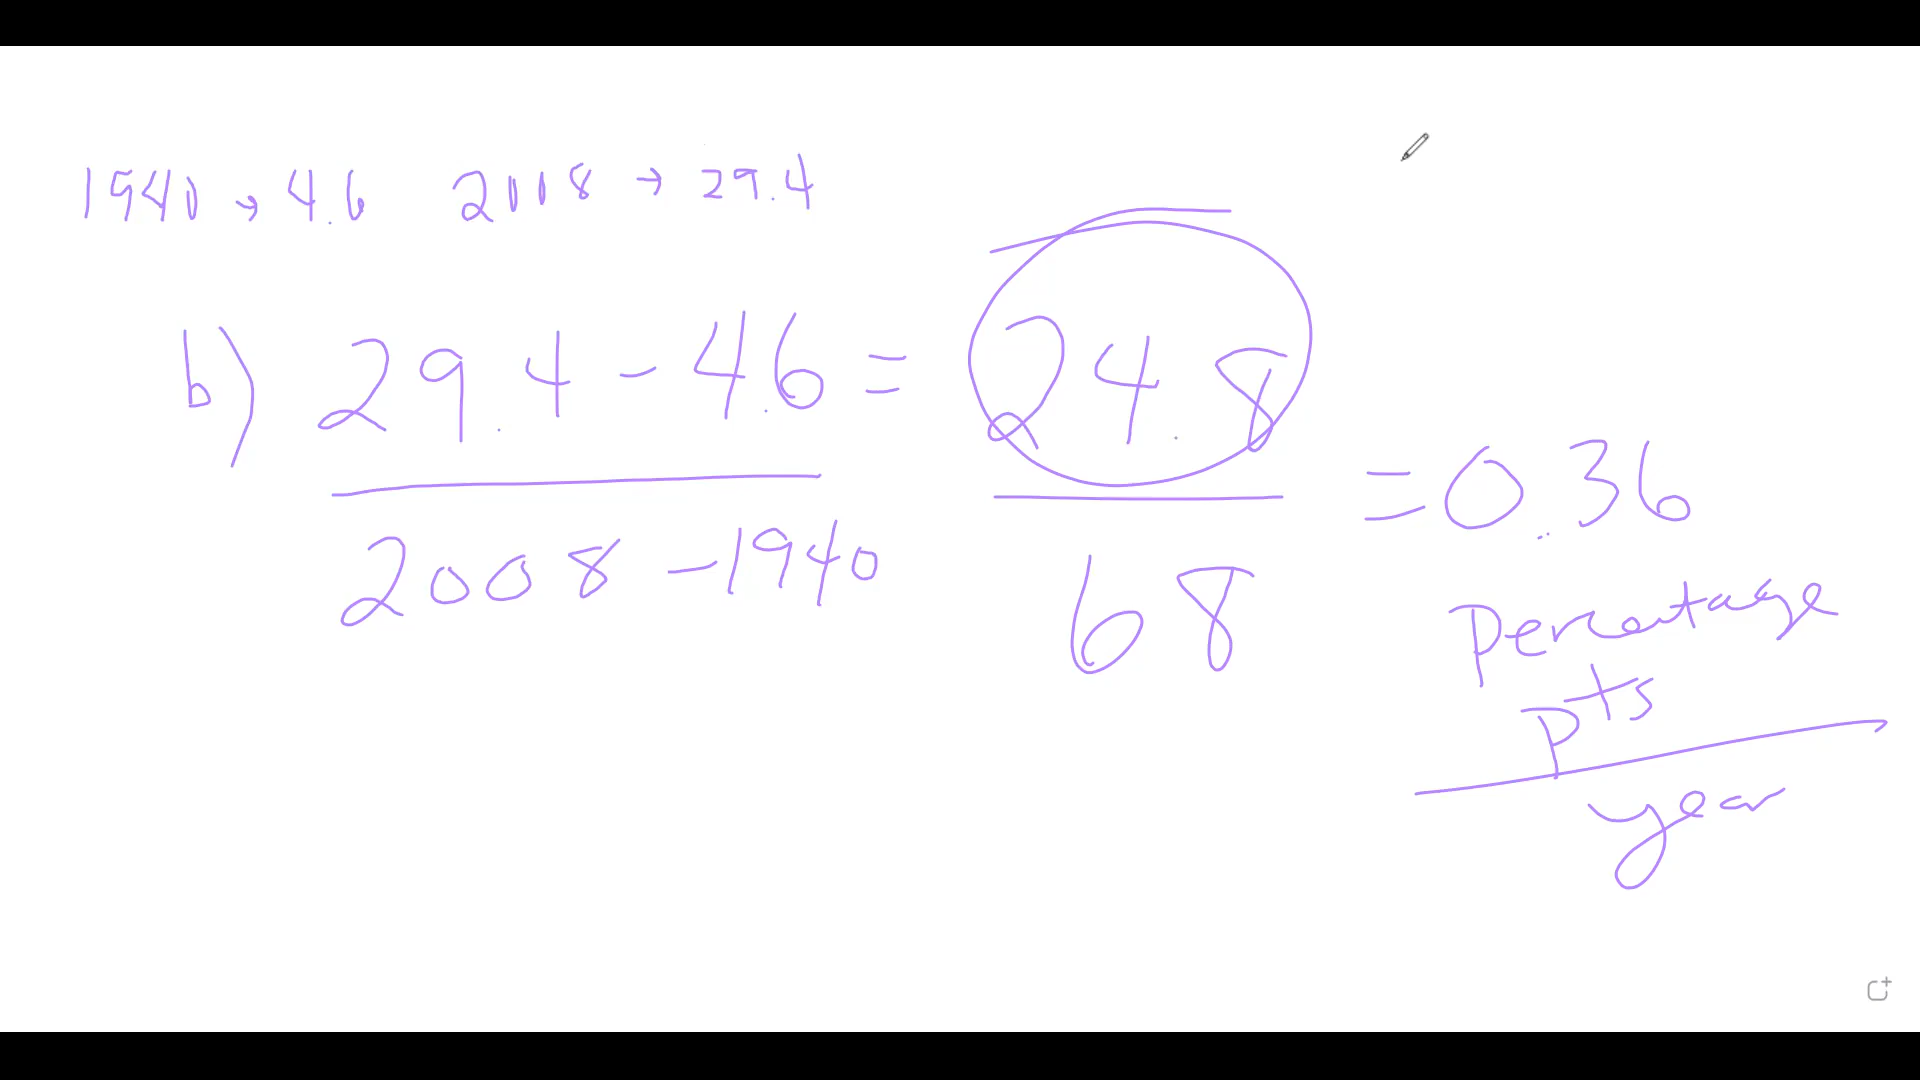 1940 → 4.6 2008 → 29.4
b) 29.4 - 4.6 = 24.8
2008 - 1940 68
= 0.36
Percentage
pts
year